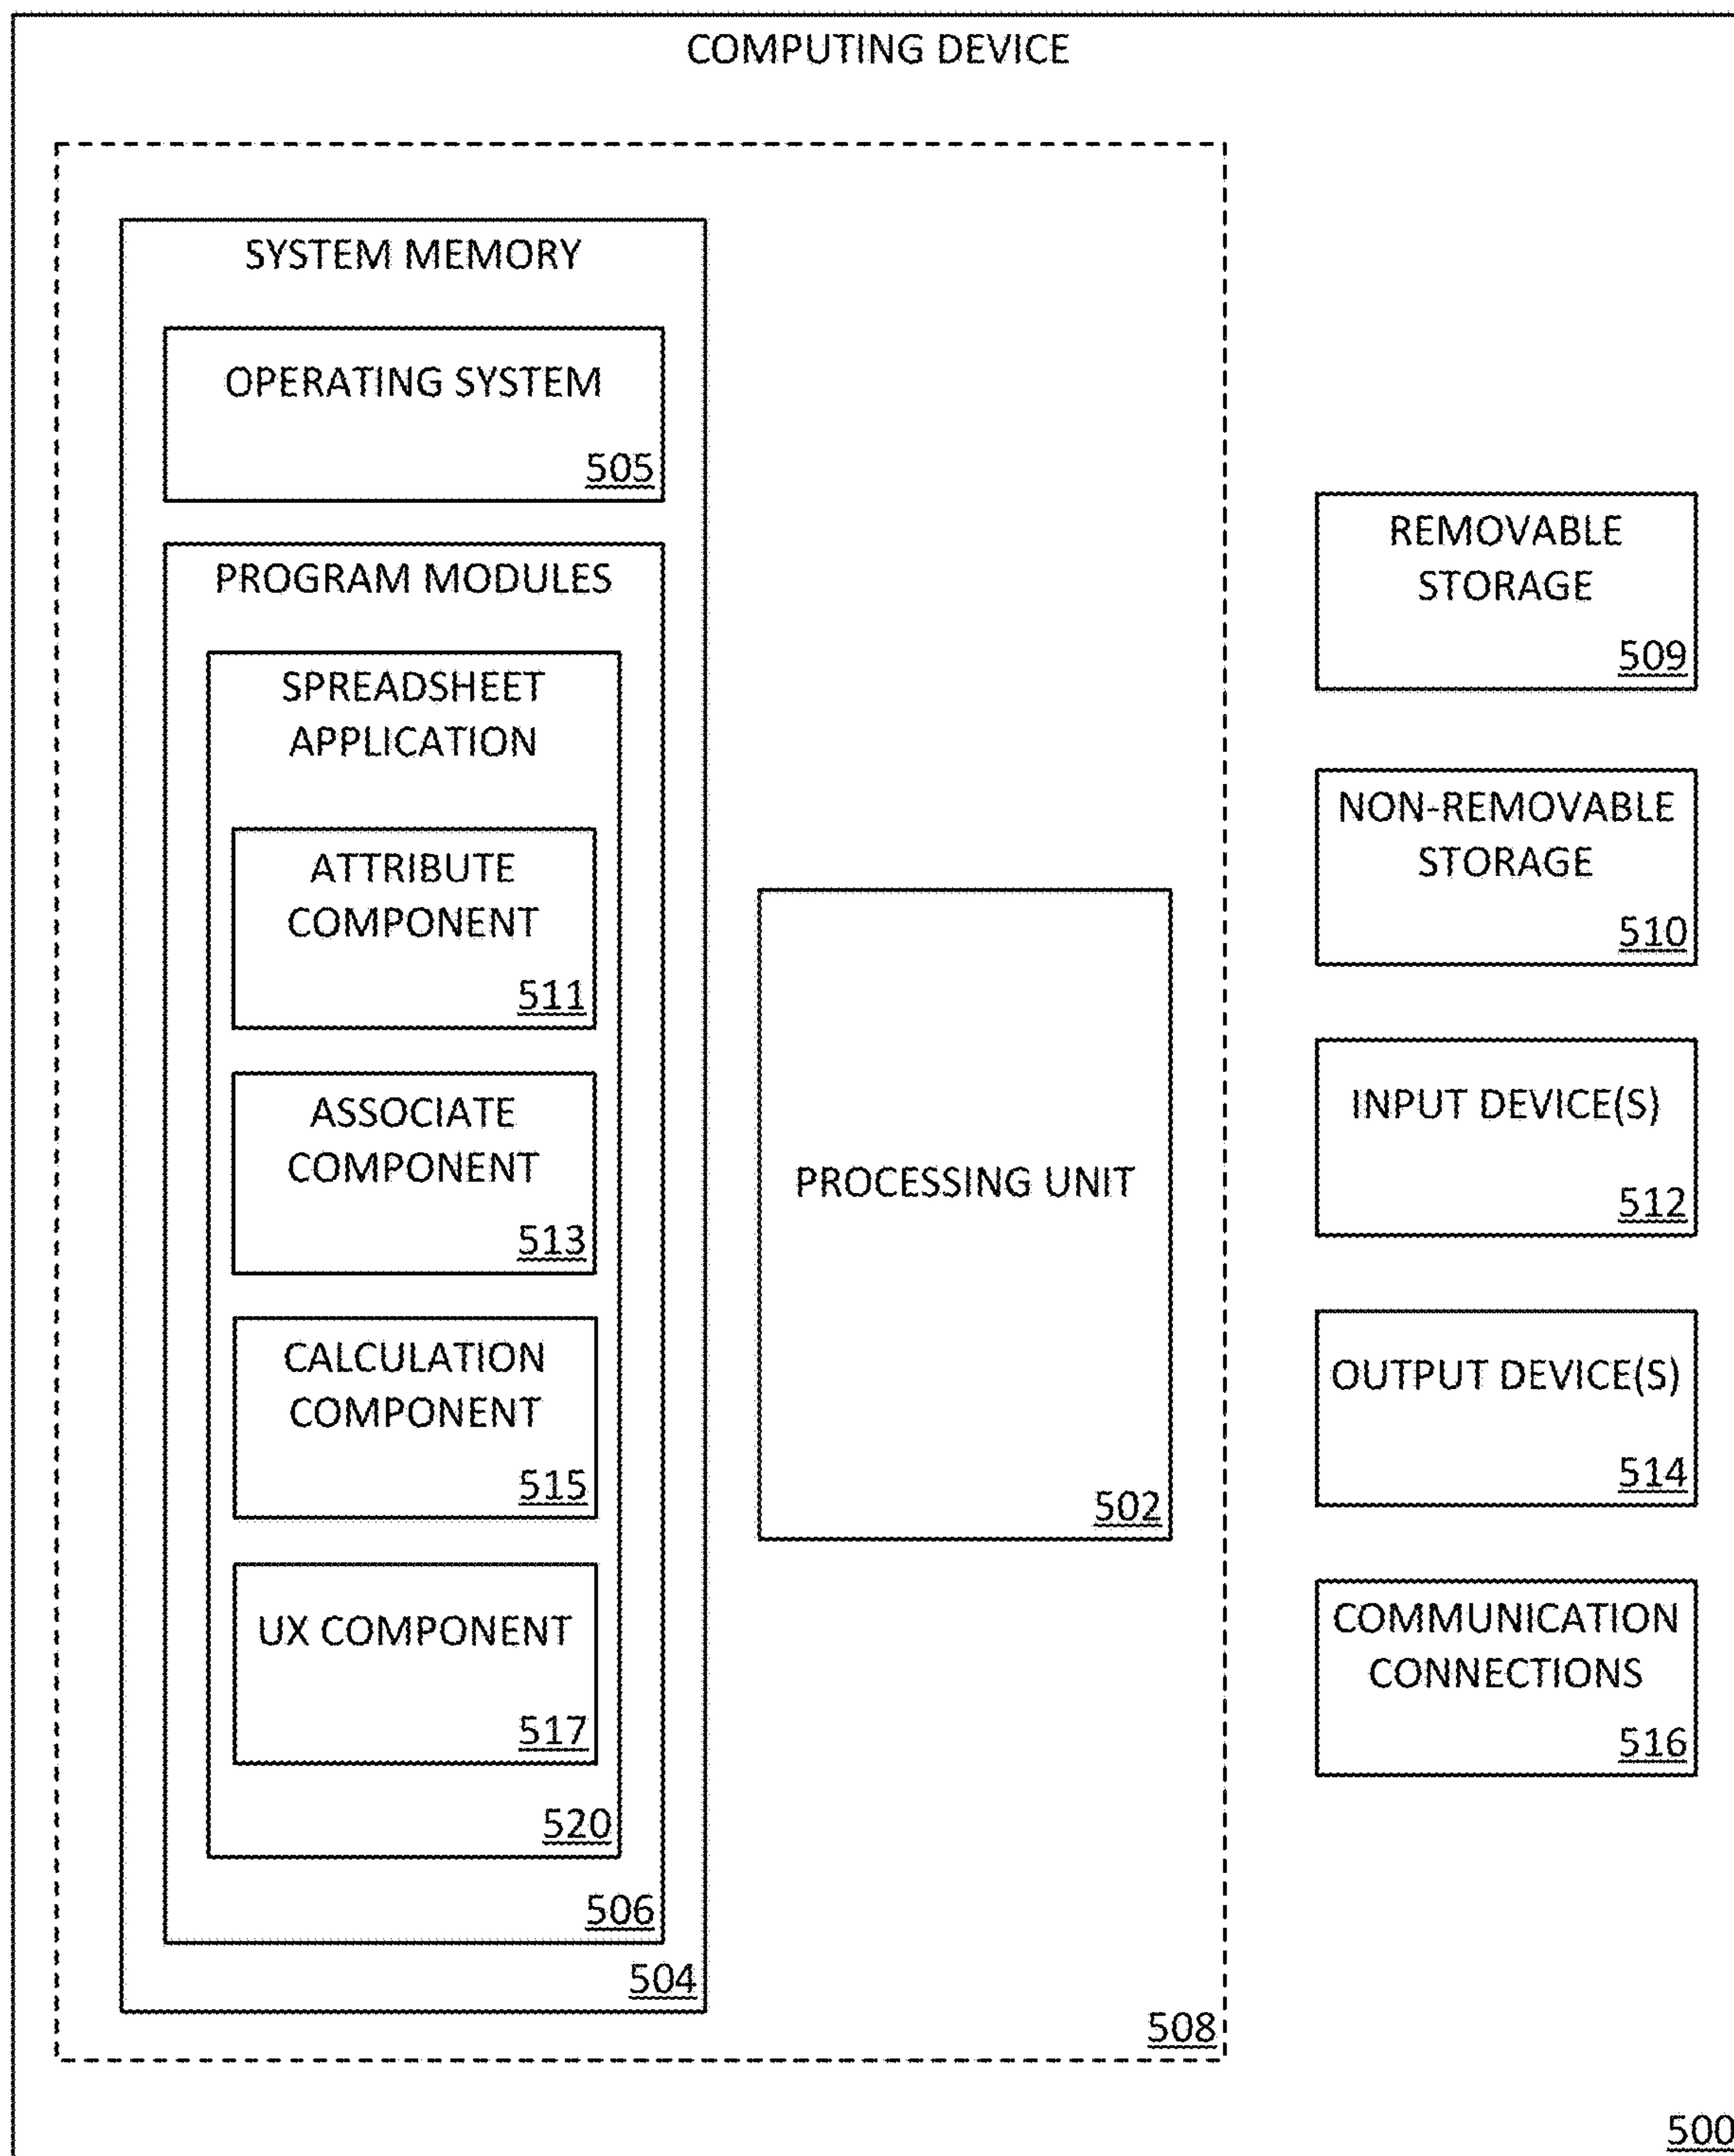 COMPUTING DEVICE
SYSTEM MEMORY
OPERATING SYSTEM
505
PROGRAM MODULES
SPREADSHEET
APPLICATION
ATTRIBUTE
COMPONENT
511
ASSOCIATE
COMPONENT
513
CALCULATION
COMPONENT
515
UX COMPONENT
517
520
506
504
PROCESSING UNIT
502
508
REMOVABLE
STORAGE
509
NON-REMOVABLE
STORAGE
510
INPUT DEVICE(S)
512
OUTPUT DEVICE(S)
514
COMMUNICATION
CONNECTIONS
516
500